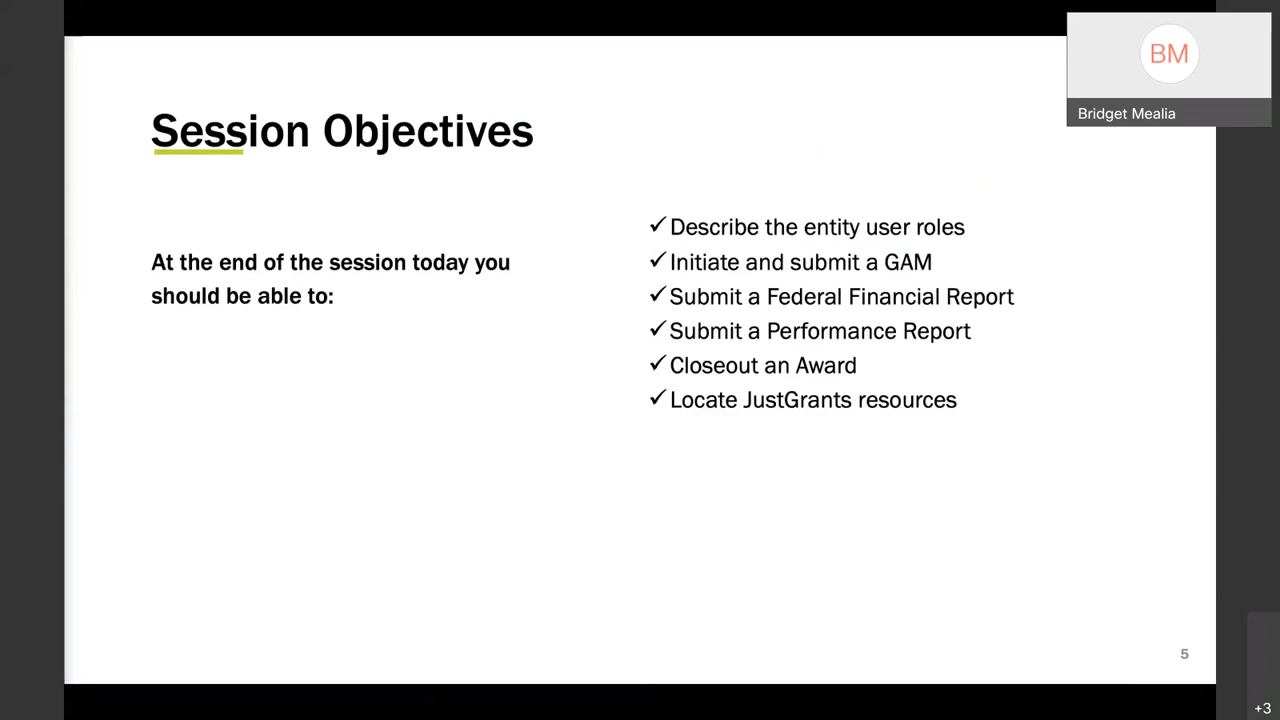 BM
Bridget Mealia
Session Objectives
At the end of the session today you
should be able to:
✓Describe the entity user roles
✓Initiate and submit a GAM
✓Submit a Federal Financial Report
✓Submit a Performance Report
✓Closeout an Award
✓Locate JustGrants resources
5
+3